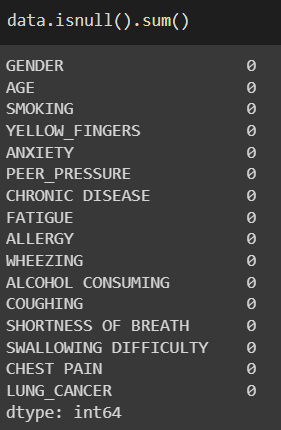 data.isnull().sum()
GENDER 0
AGE 0
SMOKING 0
YELLOW_FINGERS 0
ANXIETY 0
PEER_PRESSURE 0
CHRONIC DISEASE 0
FATIGUE 0
ALLERGY 0
WHEEZING 0
ALCOHOL CONSUMING 0
COUGHING 0
SHORTNESS OF BREATH 0
SWALLOWING DIFFICULTY 0
CHEST PAIN 0
LUNG_CANCER 0
dtype: int64